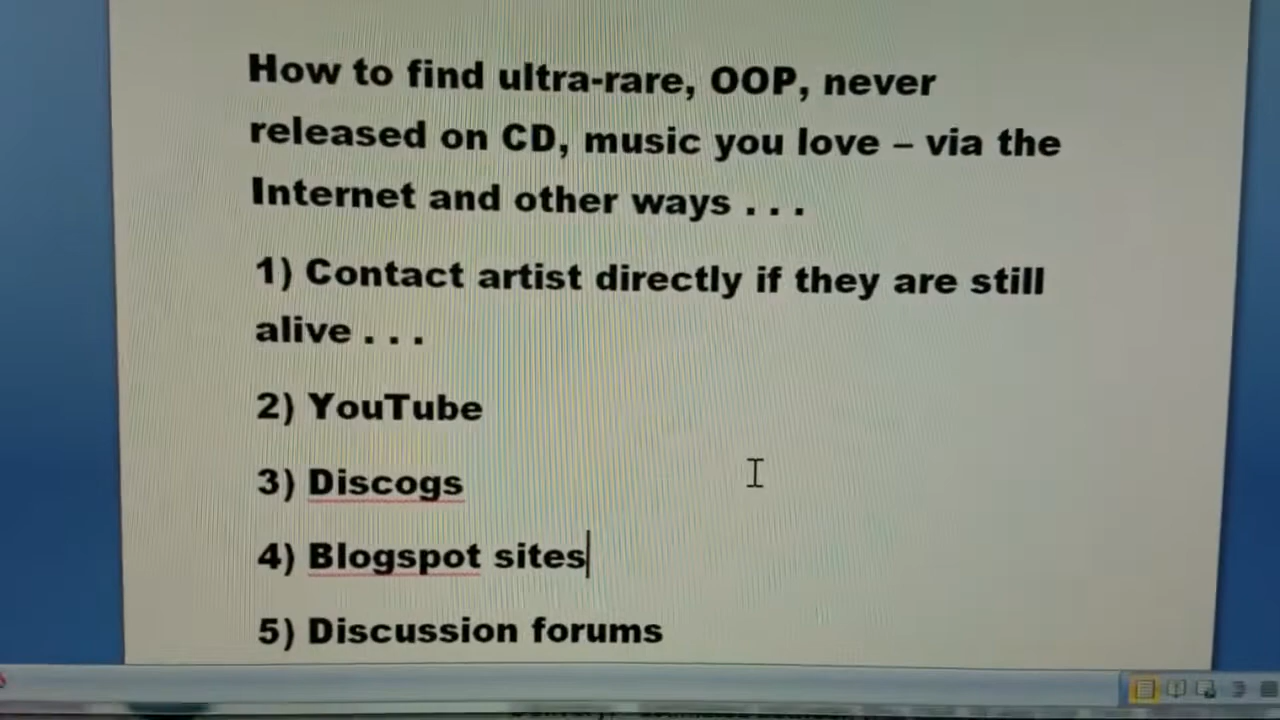 How to find ultra-rare, OOP, never
released on CD, music you love – via the
Internet and other ways . . .
1) Contact artist directly if they are still
alive . . .
2) YouTube
3) Discogs
4) Blogspot sites
5) Discussion forums